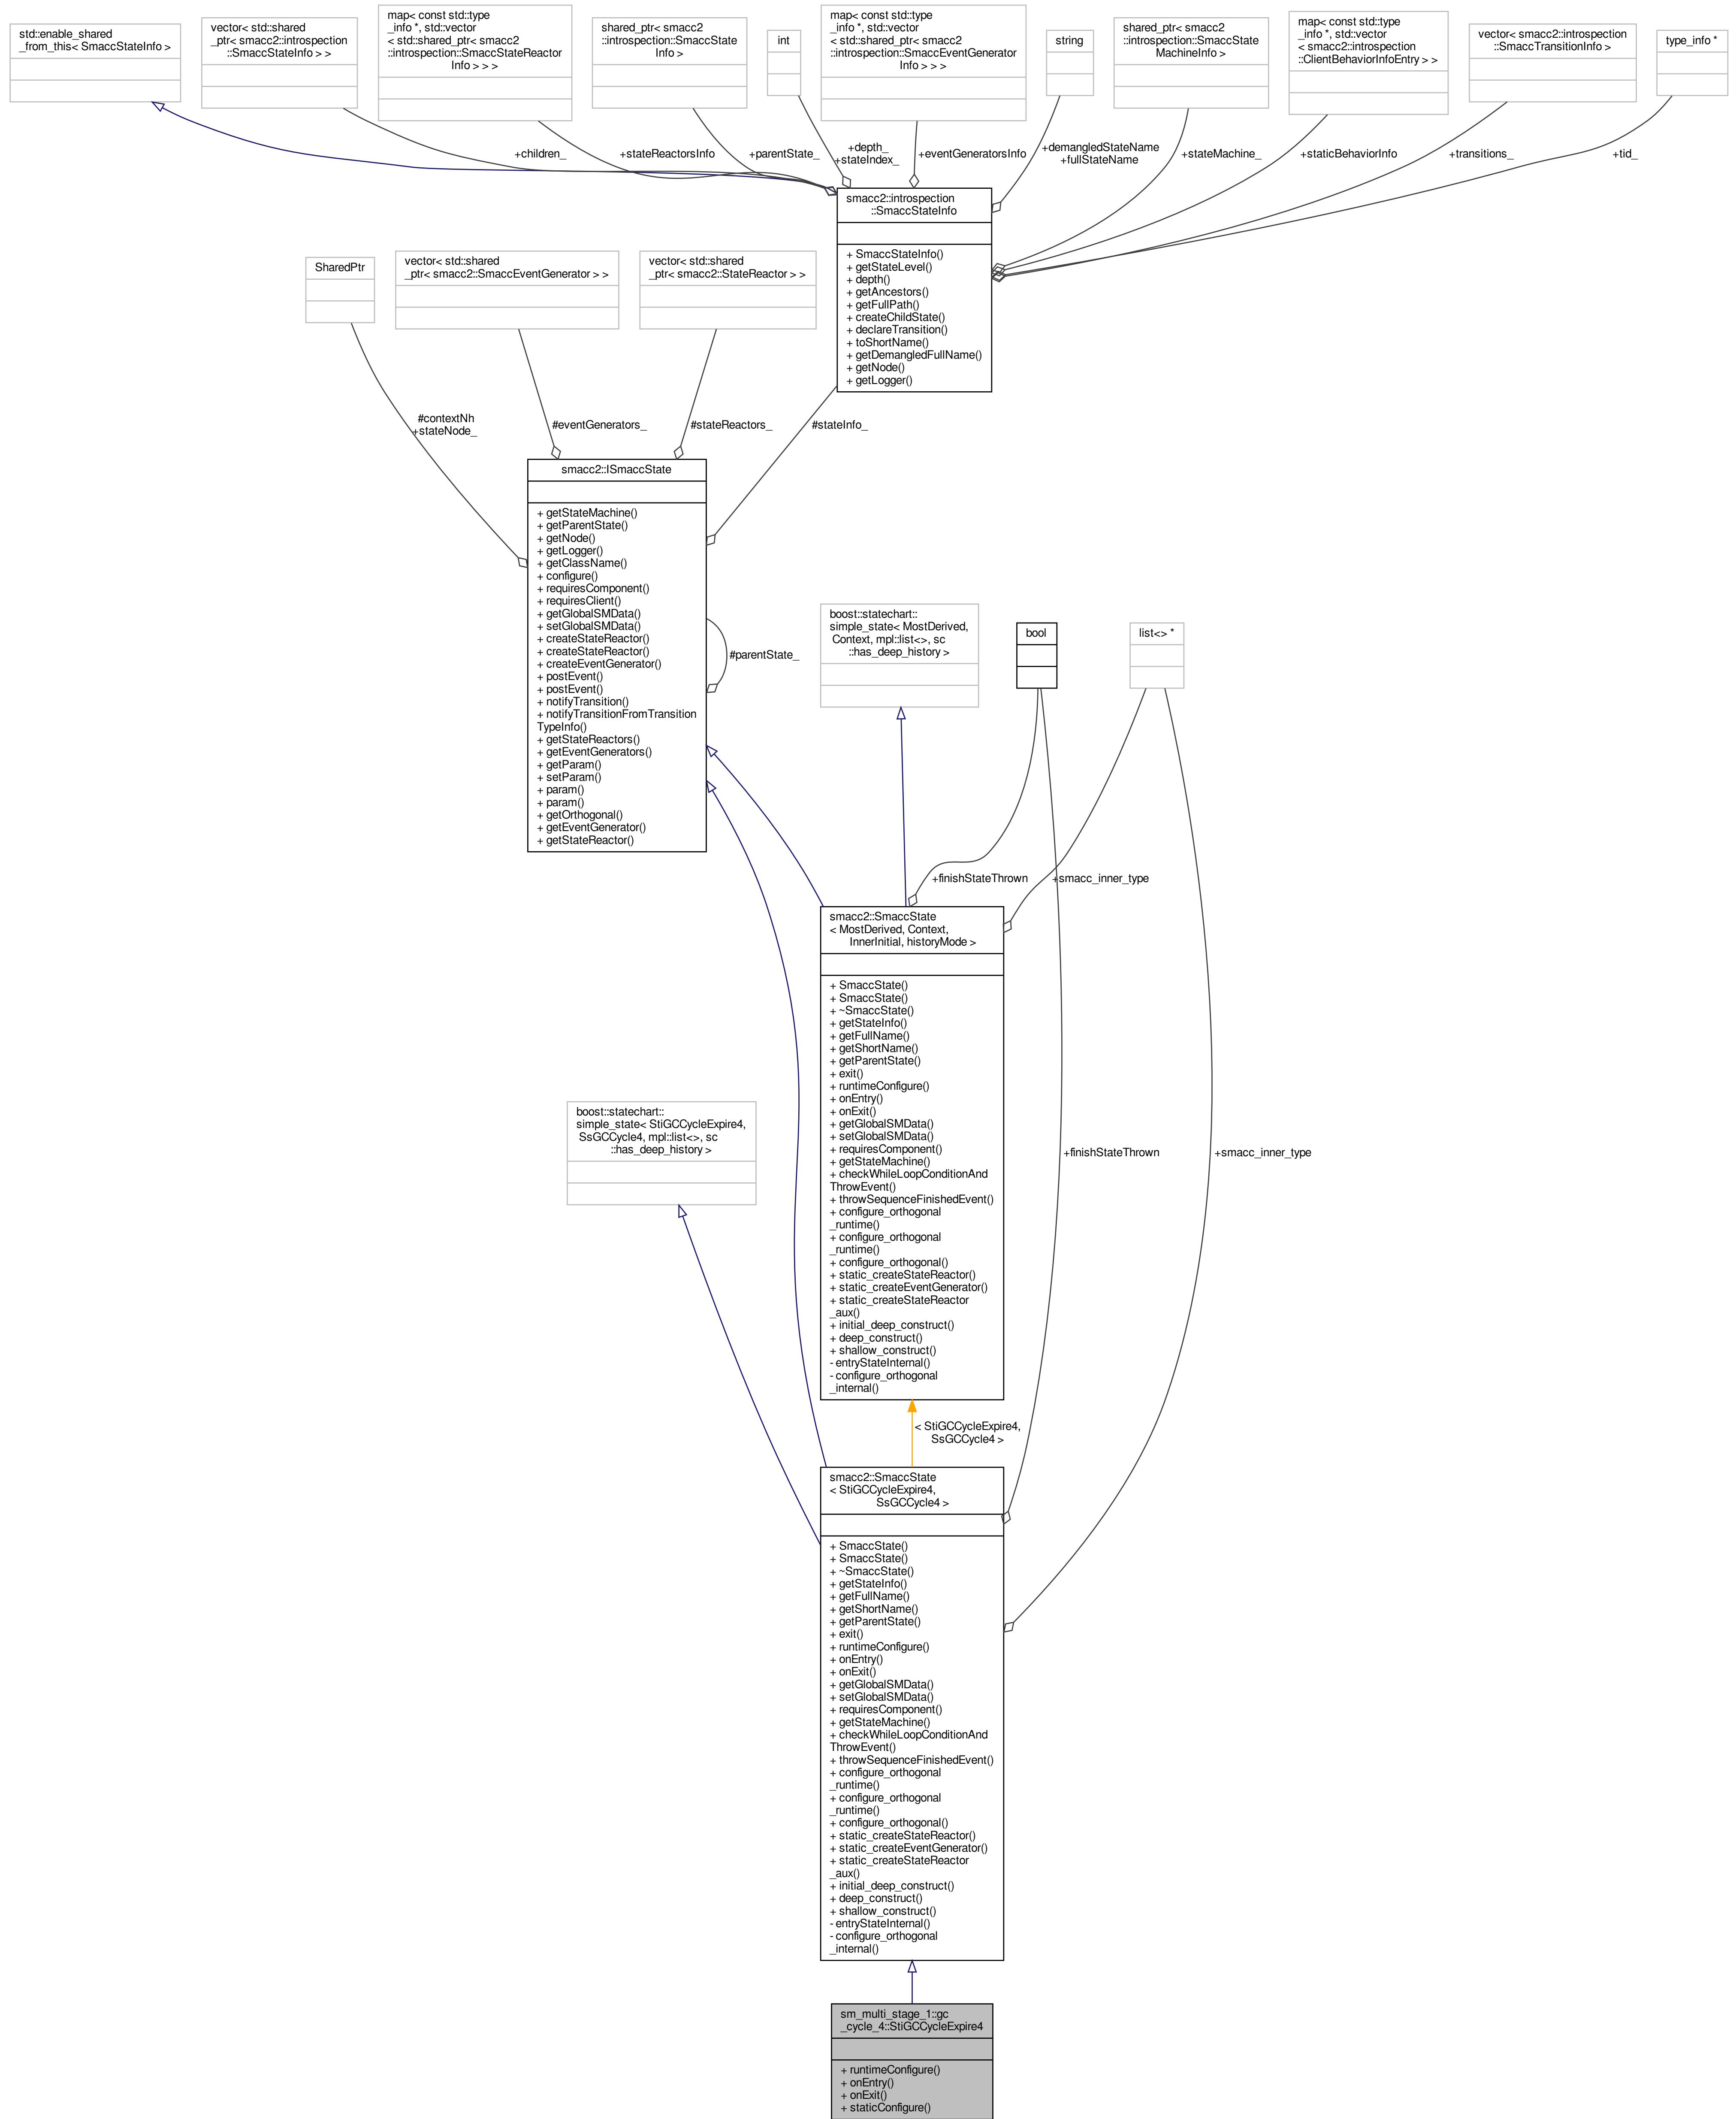 std::enable_shared
_from_this< SmaccStateInfo >
vector< std::shared
_ptr< smacc2::introspection
::SmaccStateInfo > >
map< const std::type
_info *, std::vector
< std::shared_ptr< smacc2
::introspection::SmaccStateReactor
Info > > >
shared_ptr< smacc2
::introspection::SmaccState
Info >
int
map< const std::type
_info *, std::vector
< std::shared_ptr< smacc2
::introspection::SmaccEventGenerator
Info > > >
string
shared_ptr< smacc2
::introspection::SmaccState
MachineInfo >
map< const std::type
_info *, std::vector
< smacc2::introspection
::ClientBehaviorInfoEntry > >
vector< smacc2::introspection
::SmaccTransitionInfo >
type_info *
+children_
+stateReactorsInfo
+parentState_
+depth_
+stateIndex_
+eventGeneratorsInfo
+demangledStateName
+fullStateName
+stateMachine_
+staticBehaviorInfo
+transitions_
+tid_
smacc2::introspection
::SmaccStateInfo
+ SmaccStateInfo()
+ getStateLevel()
+ depth()
+ getAncestors()
+ getFullPath()
+ createChildState()
+ declareTransition()
+ toShortName()
+ getDemangledFullName()
+ getNode()
+ getLogger()
SharedPtr
vector< std::shared
_ptr< smacc2::SmaccEventGenerator > >
vector< std::shared
_ptr< smacc2::StateReactor > >
#contextNh
+stateNode_
#eventGenerators_
#stateReactors_
#stateInfo_
smacc2::ISmaccState
+ getStateMachine()
+ getParentState()
+ getNode()
+ getLogger()
+ getClassName()
+ configure()
+ requiresComponent()
+ requiresClient()
+ getGlobalSMData()
+ setGlobalSMData()
+ createStateReactor()
+ createStateReactor()
+ createEventGenerator()
+ postEvent()
+ postEvent()
+ notifyTransition()
+ notifyTransitionFromTransition
TypeInfo()
+ getStateReactors()
+ getEventGenerators()
+ getParam()
+ setParam()
+ param()
+ param()
+ getOrthogonal()
+ getEventGenerator()
+ getStateReactor()
#parentState_
boost::statechart::
simple_state< MostDerived,
Context, mpl::list<>, sc
::has_deep_history >
bool
list<> *
+finishStateThrown
+smacc_inner_type
smacc2::SmaccState
< MostDerived, Context,
InnerInitial, historyMode >
+ SmaccState()
+ SmaccState()
+ ~SmaccState()
+ getStateInfo()
+ getFullName()
+ getShortName()
+ getParentState()
+ exit()
+ runtimeConfigure()
+ onEntry()
+ onExit()
+ getGlobalSMData()
+ setGlobalSMData()
+ requiresComponent()
+ getStateMachine()
+ checkWhileLoopConditionAnd
ThrowEvent()
+ throwSequenceFinishedEvent()
+ configure_orthogonal
_runtime()
+ configure_orthogonal
_runtime()
+ configure_orthogonal()
+ static_createStateReactor()
+ static_createEventGenerator()
+ static_createStateReactor
_aux()
+ initial_deep_construct()
+ deep_construct()
+ shallow_construct()
- entryStateInternal()
- configure_orthogonal
_internal()
boost::statechart::
simple_state< StiGCCycleExpire4,
SsGCCycle4, mpl::list<>, sc
::has_deep_history >
+finishStateThrown
+smacc_inner_type
< StiGCCycleExpire4,
SsGCCycle4 >
smacc2::SmaccState
< StiGCCycleExpire4,
SsGCCycle4 >
+ SmaccState()
+ SmaccState()
+ ~SmaccState()
+ getStateInfo()
+ getFullName()
+ getShortName()
+ getParentState()
+ exit()
+ runtimeConfigure()
+ onEntry()
+ onExit()
+ getGlobalSMData()
+ setGlobalSMData()
+ requiresComponent()
+ getStateMachine()
+ checkWhileLoopConditionAnd
ThrowEvent()
+ throwSequenceFinishedEvent()
+ configure_orthogonal
_runtime()
+ configure_orthogonal
_runtime()
+ configure_orthogonal()
+ static_createStateReactor()
+ static_createEventGenerator()
+ static_createStateReactor
_aux()
+ initial_deep_construct()
+ deep_construct()
+ shallow_construct()
- entryStateInternal()
- configure_orthogonal
_internal()
sm_multi_stage_1::gc
_cycle_4::StiGCCycleExpire4
+ runtimeConfigure()
+ onEntry()
+ onExit()
+ staticConfigure()